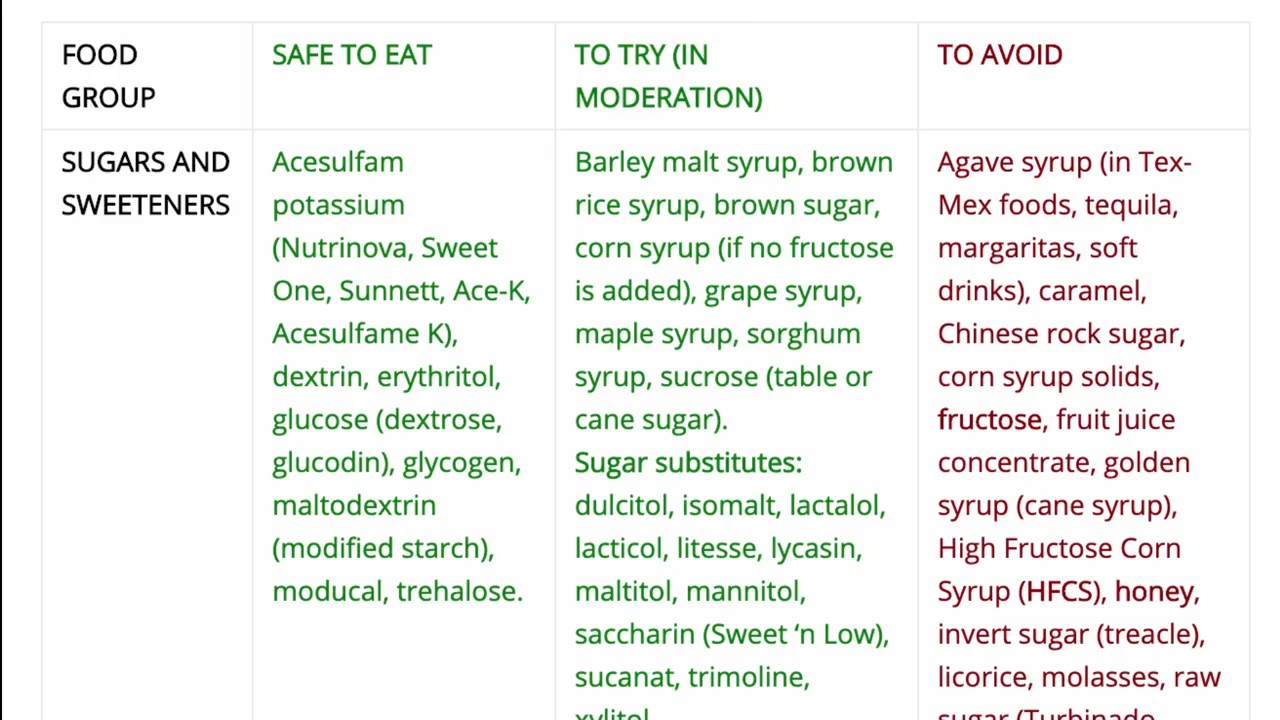 FOOD
GROUP
SAFE TO EAT
TO TRY (IN
MODERATION)
TO AVOID
SUGARS AND
SWEETENERS
Acesulfam
potassium
(Nutrinova, Sweet
One, Sunnett, Ace-K,
Acesulfame K),
dextrin, erythritol,
glucose (dextrose,
glucodin), glycogen,
maltodextrin
(modified starch),
moducal, trehalose.
Barley malt syrup, brown
rice syrup, brown sugar,
corn syrup (if no fructose
is added), grape syrup,
maple syrup, sorghum
syrup, sucrose (table or
cane sugar).
Sugar substitutes:
dulcitol, isomalt, lactalol,
lacticol, litesse, lycasin,
maltitol, mannitol,
saccharin (Sweet ‘n Low),
sucanat, trimoline,
xylitol
Agave syrup (in Tex-
Mex foods, tequila,
margaritas, soft
drinks), caramel,
Chinese rock sugar,
corn syrup solids,
fructose, fruit juice
concentrate, golden
syrup (cane syrup),
High Fructose Corn
Syrup (HFCS), honey,
invert sugar (treacle),
licorice, molasses, raw
sugar (Turbinado